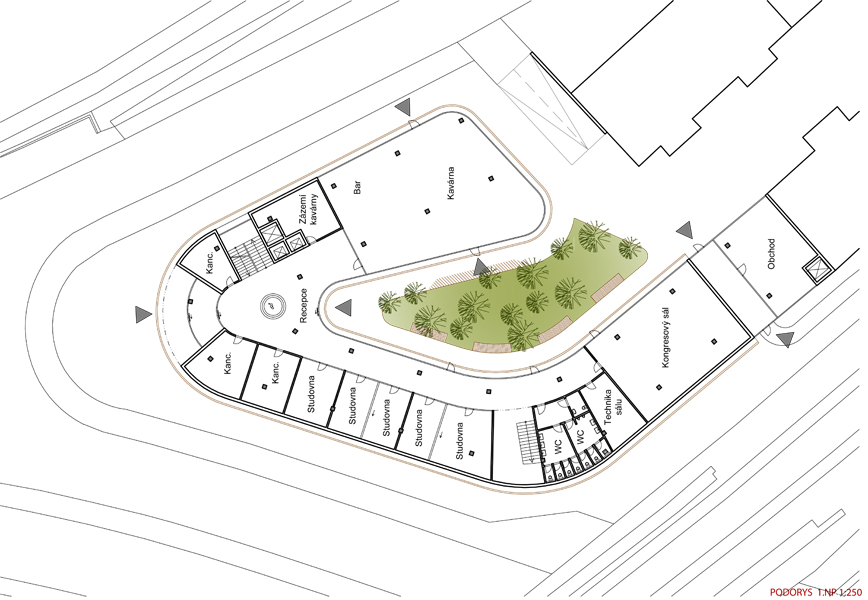 Kavárna
Bar
Zázemí
kavárny
Kanc.
Recepce
Obchod
Kongresový sál
Kanc.
Kanc.
Studovna
Studovna
Studovna
Studovna
Studovna
Technika
sálu
WC
WC
PODORYS 1.NP 1:250